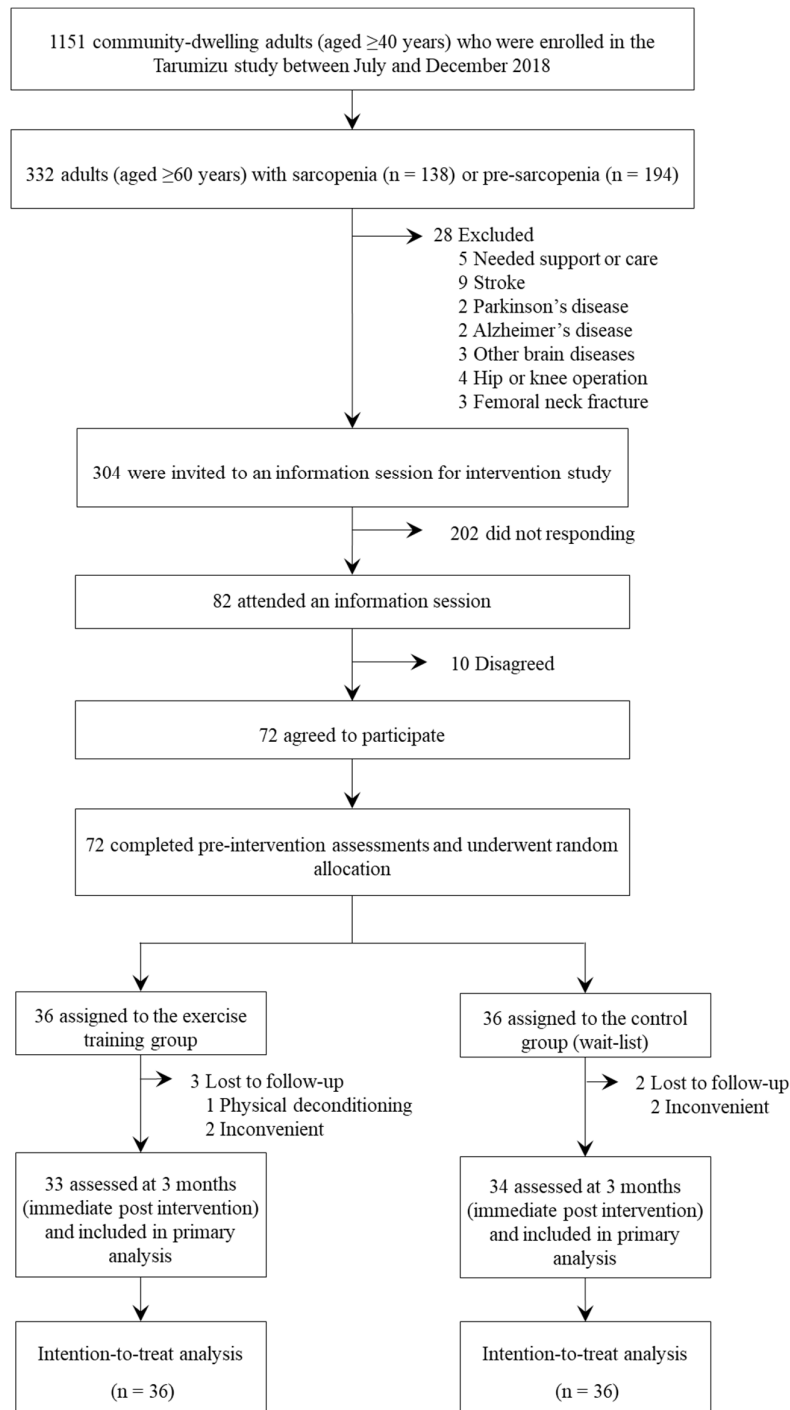 1151 community-dwelling adults (aged ≥40 years) who were enrolled in the
Tarumizu study between July and December 2018
332 adults (aged ≥60 years) with sarcopenia (n = 138) or pre-sarcopenia (n = 194)
28 Excluded
5 Needed support or care
9 Stroke
2 Parkinson’s disease
2 Alzheimer’s disease
3 Other brain diseases
4 Hip or knee operation
3 Femoral neck fracture
304 were invited to an information session for intervention study
202 did not responding
82 attended an information session
10 Disagreed
72 agreed to participate
72 completed pre-intervention assessments and underwent random
allocation
36 assigned to the exercise
training group
36 assigned to the control
group (wait-list)
3 Lost to follow-up
1 Physical deconditioning
2 Inconvenient
2 Lost to follow-up
2 Inconvenient
33 assessed at 3 months
(immediate post intervention)
and included in primary
analysis
34 assessed at 3 months
(immediate post intervention)
and included in primary
analysis
Intention-to-treat analysis
(n = 36)
Intention-to-treat analysis
(n = 36)